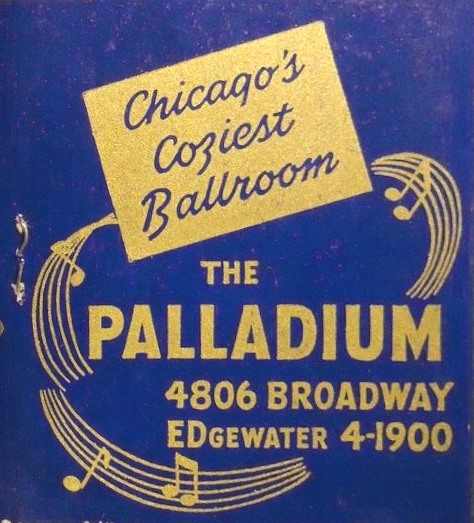 Chicago's
Coziest
Ballroom
THE
PALLADIUM
4806 BROADWAY
EDGEWATER 4-1900